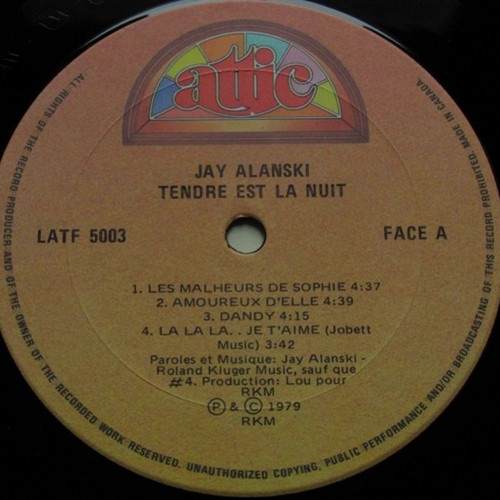 attic
JAY ALANSKI
TENDRE EST LA NUIT
LATF 5003
FACE A
1. LES MALHEURS DE SOPHIE 4:37
2. AMOUREUX D'ELLE 4:39
3. DANDY 4:15
4. LA LA LA. . JE T'AIME (Jobett
Music) 3:42
Paroles et Musique: Jay Alanski -
Roland Kluger Music, sauf que
#4. Production: Lou pour
RKM
Ⓟ & © 1979
RKM
ALL RIGHTS OF THE RECORD PRODUCER AND OF THE OWNER OF THE RECORDED WORK RESERVED. UNAUTHORIZED COPYING, PUBLIC PERFORMANCE AND/OR BROADCASTING OF THIS RECORD PROHIBITED. MADE IN CANADA.